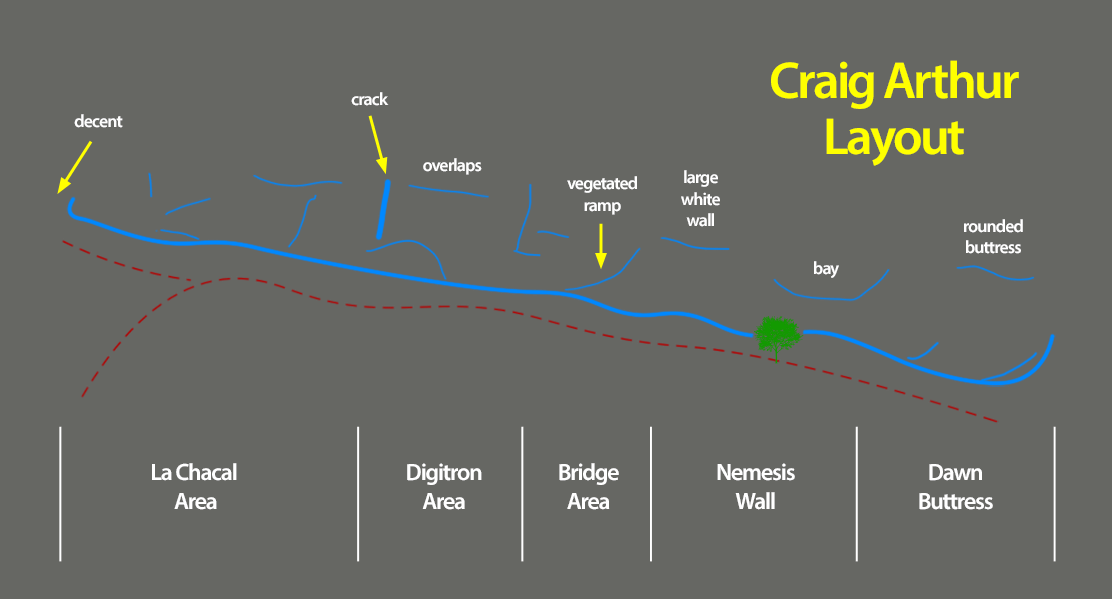 Craig Arthur
Layout
decent
crack
overlaps
vegetated
ramp
large
white
wall
bay
rounded
buttress
La Chacal
Area
Digitron
Area
Bridge
Area
Nemesis
Wall
Dawn
Buttress